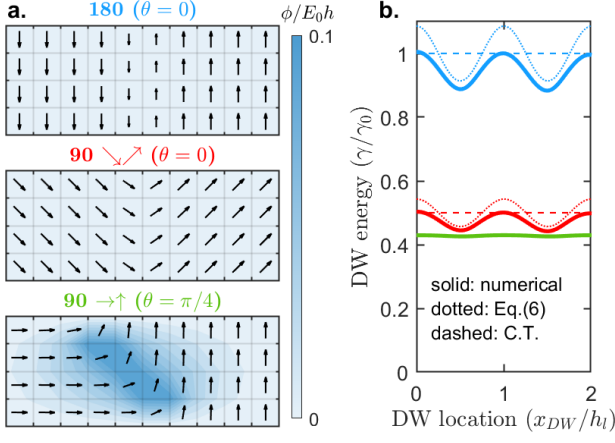 a.
180 (θ = 0)
ϕ/E₀h
0.1
0
90 ↘↗ (θ = 0)
90 →↑ (θ = π/4)
b.
DW energy (γ/γ₀)
1
0.8
0.6
0.4
0.2
0
solid: numerical
dotted: Eq.(6)
dashed: C.T.
0 1 2
DW location (x_DW/h_l)